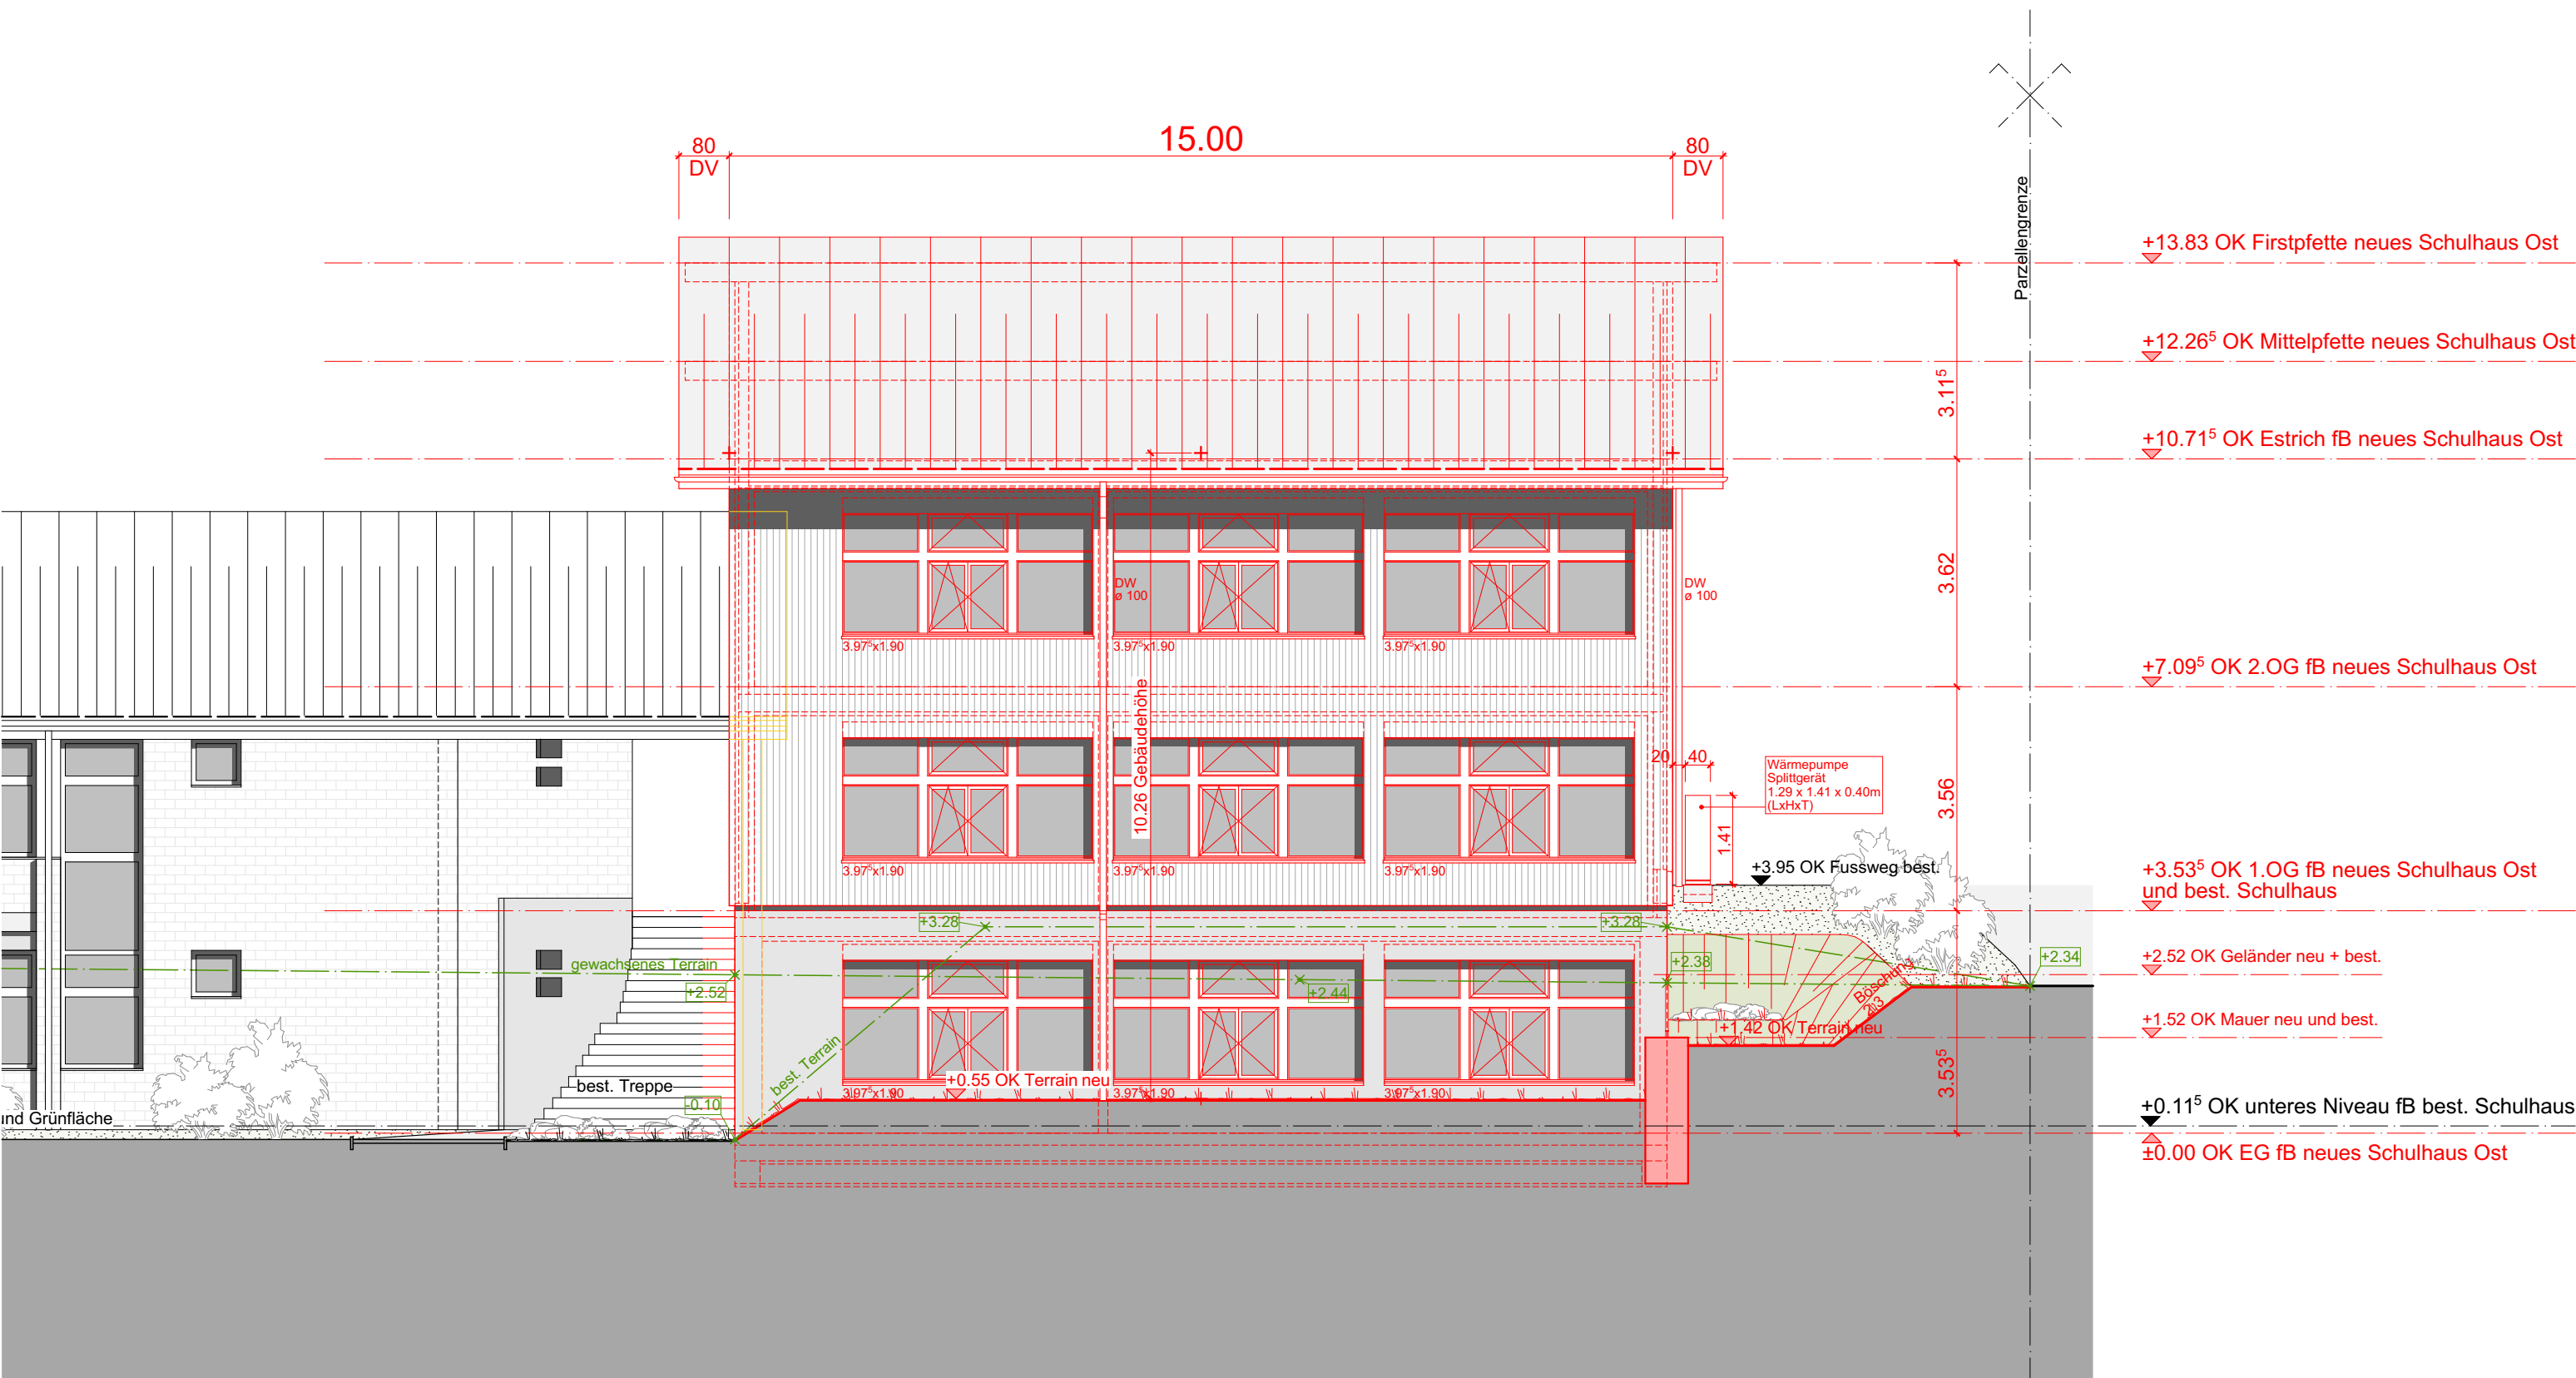 15.00
80
DV
80
DV
Parzellengrenze
+13.83 OK Firstpfette neues Schulhaus Ost
+12.26⁵ OK Mittelpfette neues Schulhaus Ost
3.11⁵
+10.71⁵ OK Estrich fB neues Schulhaus Ost
3.62
DW
ø 100
DW
ø 100
3.97⁵x1.90
3.97⁵x1.90
3.97⁵x1.90
+7.09⁵ OK 2.OG fB neues Schulhaus Ost
10.26 Gebäudehöhe
20
40
Wärmepumpe
Splittgerät
1.29 x 1.41 x 0.40m
(LxHxT)
3.56
1.41
3.97⁵x1.90
3.97⁵x1.90
3.97⁵x1.90
+3.95 OK Fussweg best.
+3.53⁵ OK 1.OG fB neues Schulhaus Ost
und best. Schulhaus
+3.28
+3.28
gewachsenes Terrain
+2.52
+2.44
+2.38
+2.34
+2.52 OK Geländer neu + best.
Böschung
2:3
+1.42 OK Terrain neu
+1.52 OK Mauer neu und best.
best. Terrain
best. Treppe
+0.55 OK Terrain neu
3.97⁵x1.90
3.97⁵x1.90
3.97⁵x1.90
3.53⁵
-0.10
und Grünfläche
+0.11⁵ OK unteres Niveau fB best. Schulhaus
±0.00 OK EG fB neues Schulhaus Ost